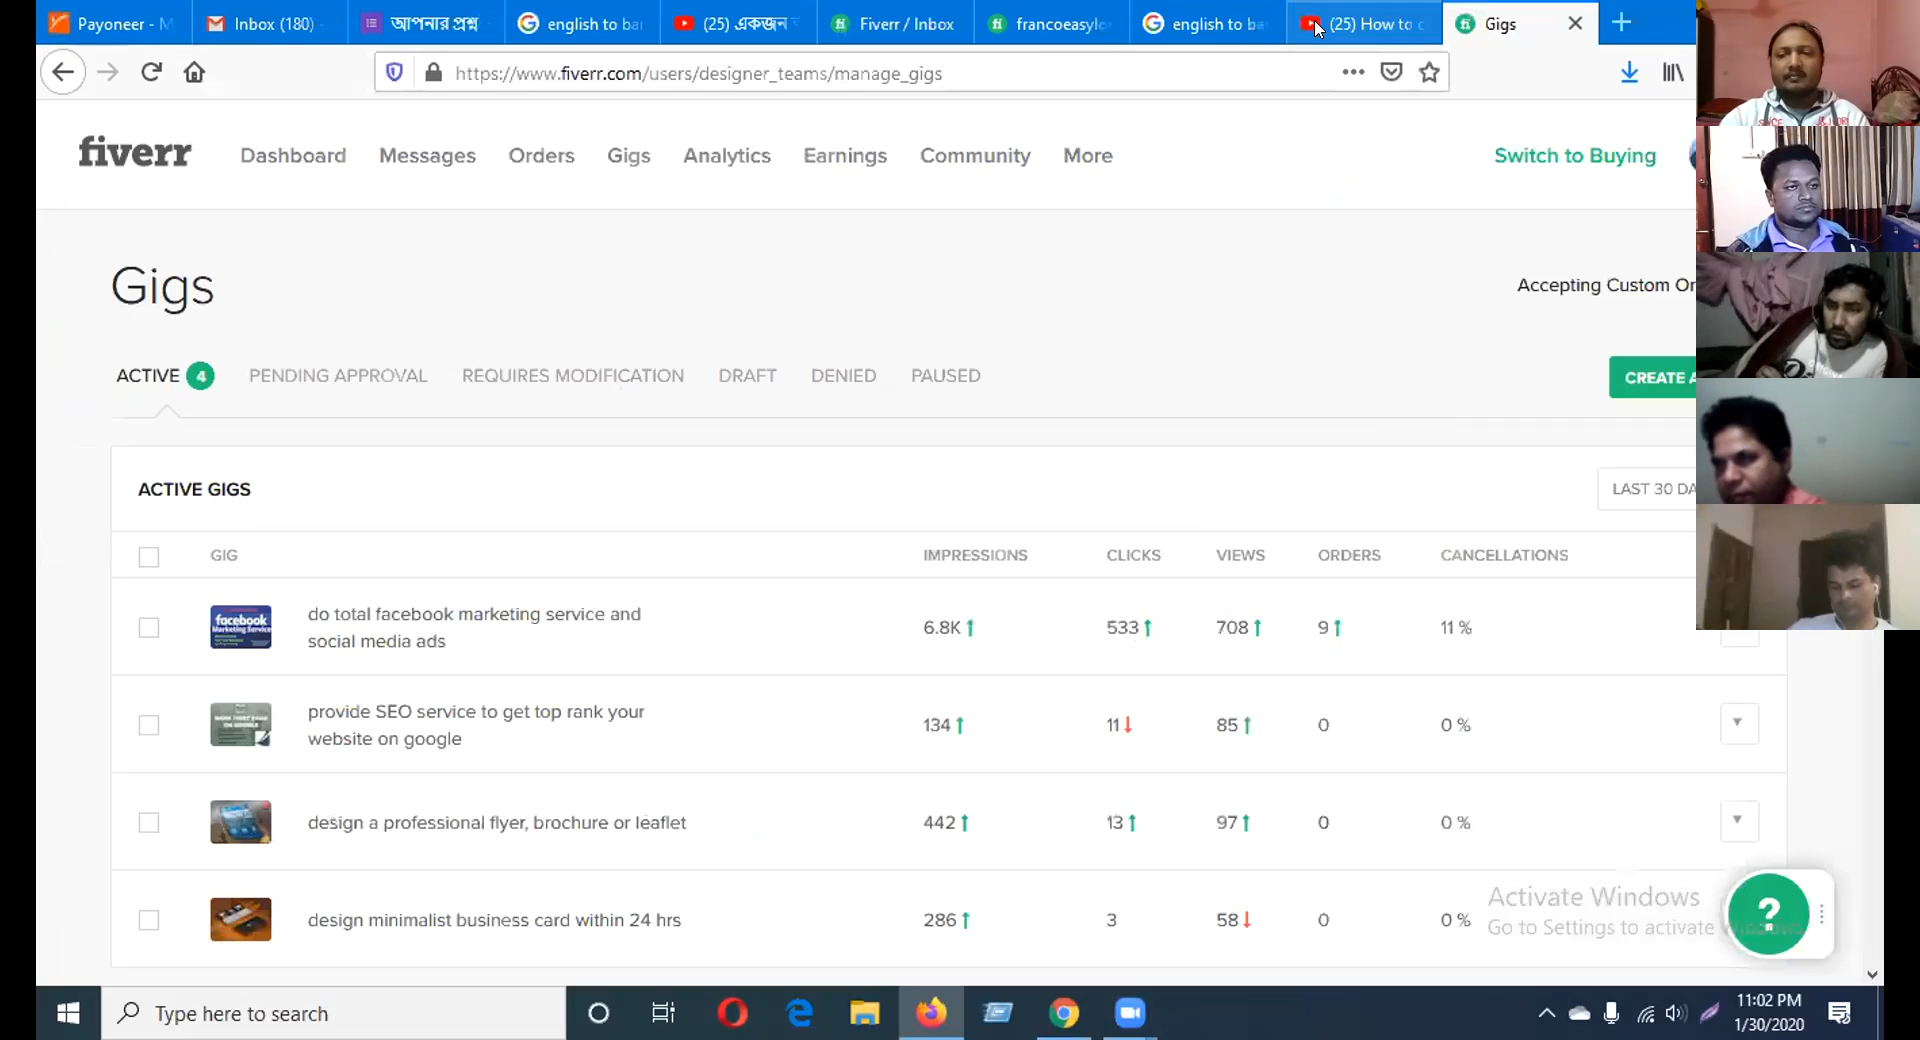 Payoneer - M
Inbox (180)
আপনার প্রশ্ন
english to ba
(25) একজন
Fiverr / Inbox
francoeasylo
english to ba
(25) How to c
Gigs
https://www.fiverr.com/users/designer_teams/manage_gigs
fiverr
Dashboard
Messages
Orders
Gigs
Analytics
Earnings
Community
More
Switch to Buying
Gigs
Accepting Custom Or
ACTIVE 4
PENDING APPROVAL
REQUIRES MODIFICATION
DRAFT
DENIED
PAUSED
CREATE A
ACTIVE GIGS
LAST 30 DA
GIG
IMPRESSIONS
CLICKS
VIEWS
ORDERS
CANCELLATIONS
facebook
Marketing Service
do total facebook marketing service and
social media ads
6.8K
533
708
9
11 %
provide SEO service to get top rank your
website on google
134
11
85
0
0 %
design a professional flyer, brochure or leaflet
442
13
97
0
0 %
design minimalist business card within 24 hrs
286
3
58
0
0 %
Activate Windows
Go to Settings to activate Windows.
?
Type here to search
11:02 PM
1/30/2020